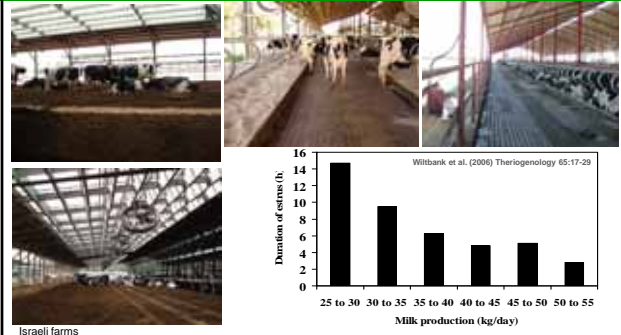 Wiltbank et al. (2006) Theriogenology 65:17-29
Duration of estrus (h)
16
14
12
10
8
6
4
2
0
25 to 30 30 to 35 35 to 40 40 to 45 45 to 50 50 to 55
Milk production (kg/day)
Israeli farms